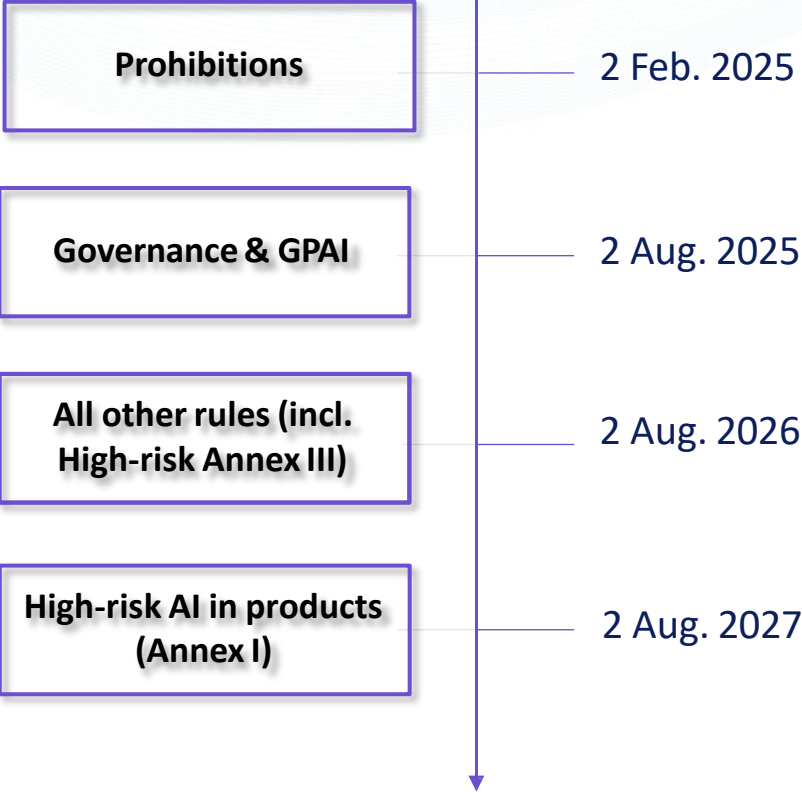 Prohibitions
2 Feb. 2025
Governance & GPAI
2 Aug. 2025
All other rules (incl.
High-risk Annex III)
2 Aug. 2026
High-risk AI in products
(Annex I)
2 Aug. 2027